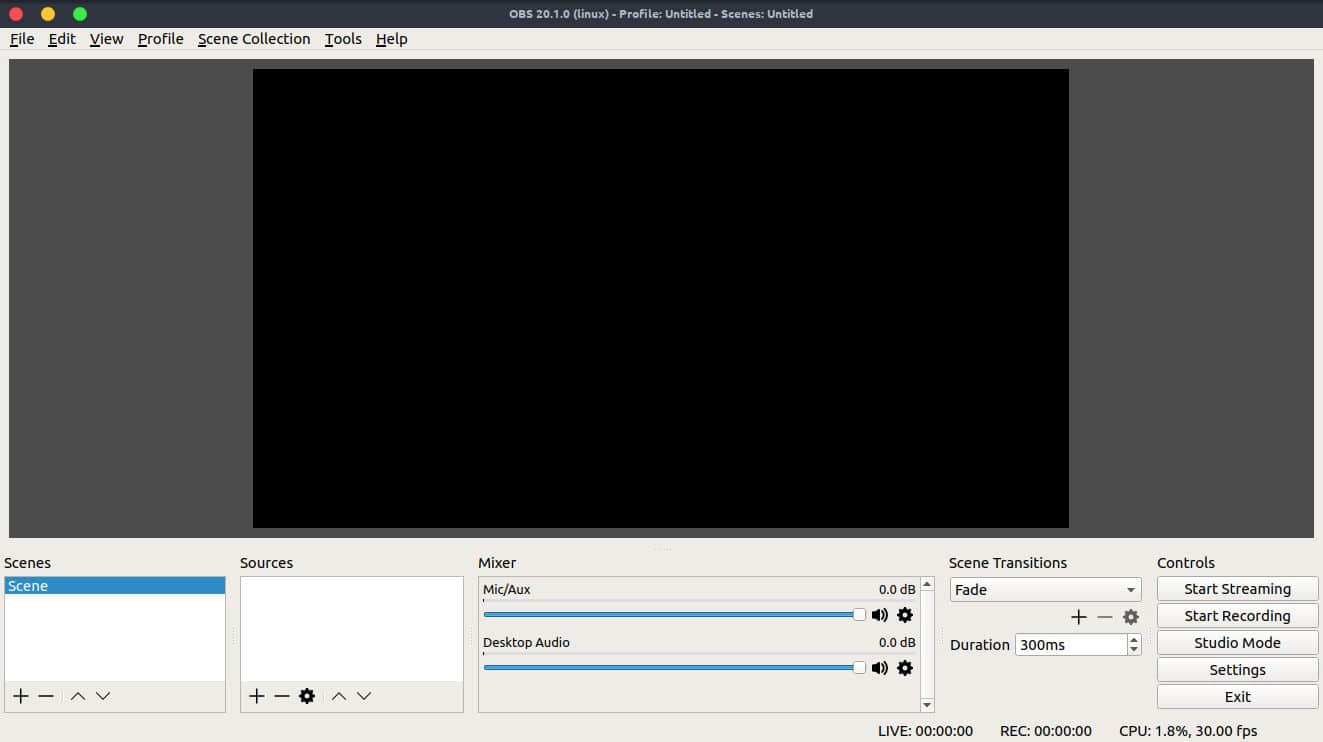 OBS 20.1.0 (linux) - Profile: Untitled - Scenes: Untitled
File Edit View Profile Scene Collection Tools Help
Scenes
Scene
Sources
Mixer
Mic/Aux 0.0 dB
Desktop Audio 0.0 dB
Scene Transitions
Fade
Duration 300ms
Controls
Start Streaming
Start Recording
Studio Mode
Settings
Exit
LIVE: 00:00:00 REC: 00:00:00 CPU: 1.8%, 30.00 fps